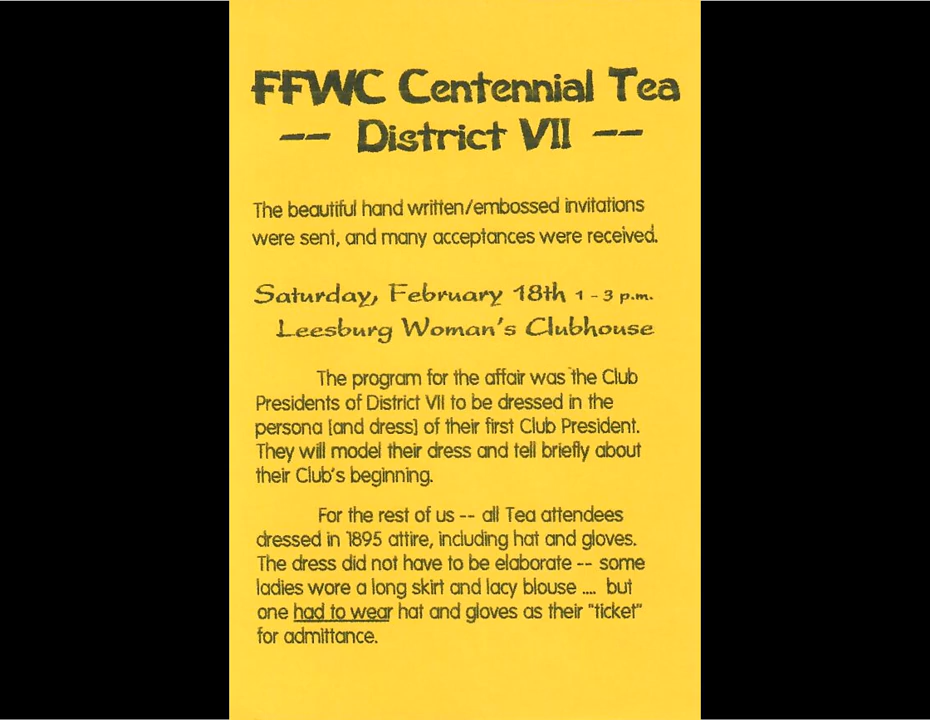 FFWC Centennial Tea
-- District VII --
The beautiful hand written/embossed invitations
were sent, and many acceptances were received.
Saturday, February 18th 1 - 3 p.m.
Leesburg Woman's Clubhouse
The program for the affair was the Club
Presidents of District VII to be dressed in the
persona [and dress] of their first Club President.
They will model their dress and tell briefly about
their Club's beginning.
For the rest of us -- all Tea attendees
dressed in 1895 attire, including hat and gloves.
The dress did not have to be elaborate -- some
ladies wore a long skirt and lacy blouse .... but
one had to wear hat and gloves as their "ticket"
for admittance.